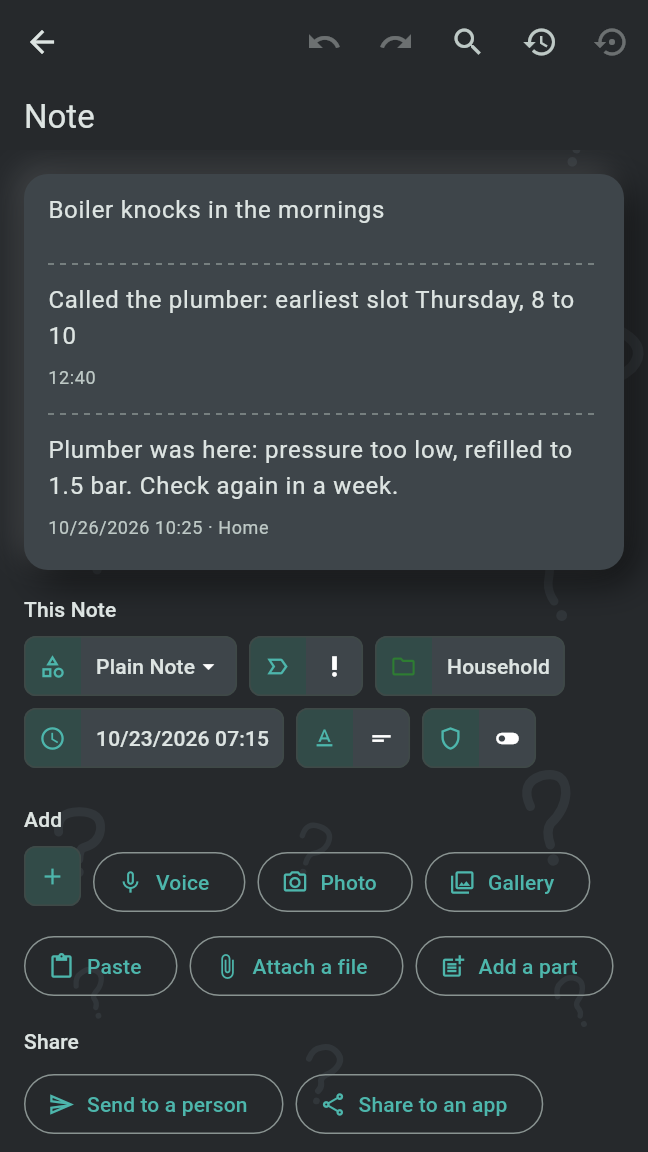 Note
Boiler knocks in the mornings
Called the plumber: earliest slot Thursday, 8 to
10
12:40
Plumber was here: pressure too low, refilled to
1.5 bar. Check again in a week.
10/26/2026 10:25 · Home
This Note
Plain Note
! Household
10/23/2026 07:15
Add
Voice Photo Gallery
Paste Attach a file Add a part
Share
Send to a person Share to an app